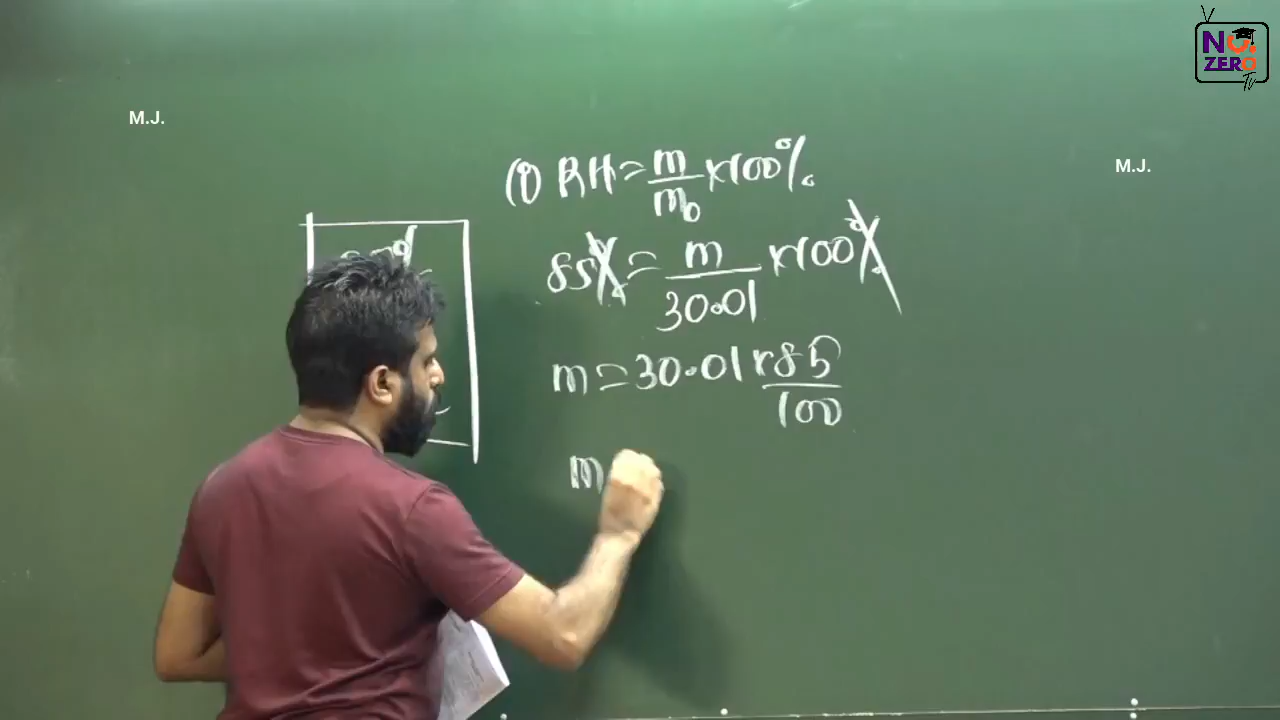 NO.
ZERO
Tv
M.J.
M.J.
(1) RH = m/m₀ × 100%
85% = m/30.01 × 100%
m = 30.01 × 85/100
m